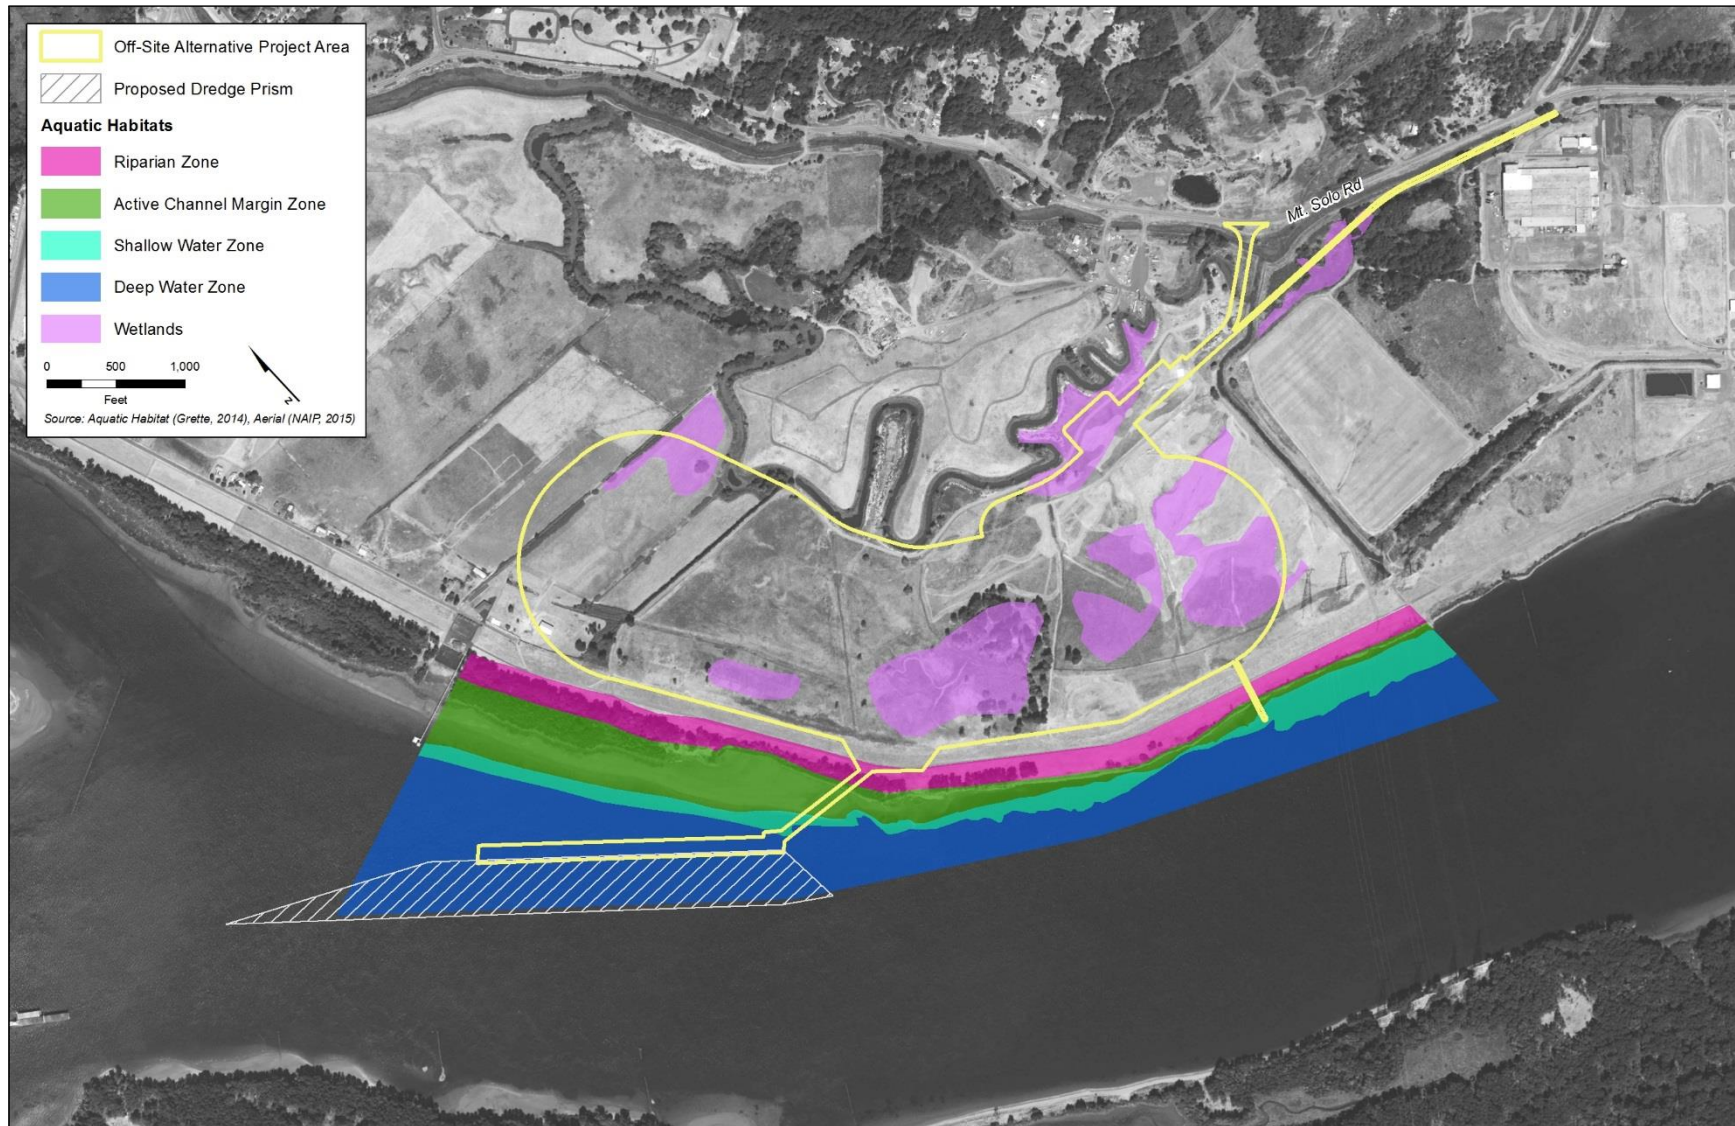 Off-Site Alternative Project Area
Proposed Dredge Prism
Aquatic Habitats
Riparian Zone
Active Channel Margin Zone
Shallow Water Zone
Deep Water Zone
Wetlands
0 500 1,000
Feet
N
Source: Aquatic Habitat (Grette, 2014), Aerial (NAIP, 2015)
Mt. Solo Rd